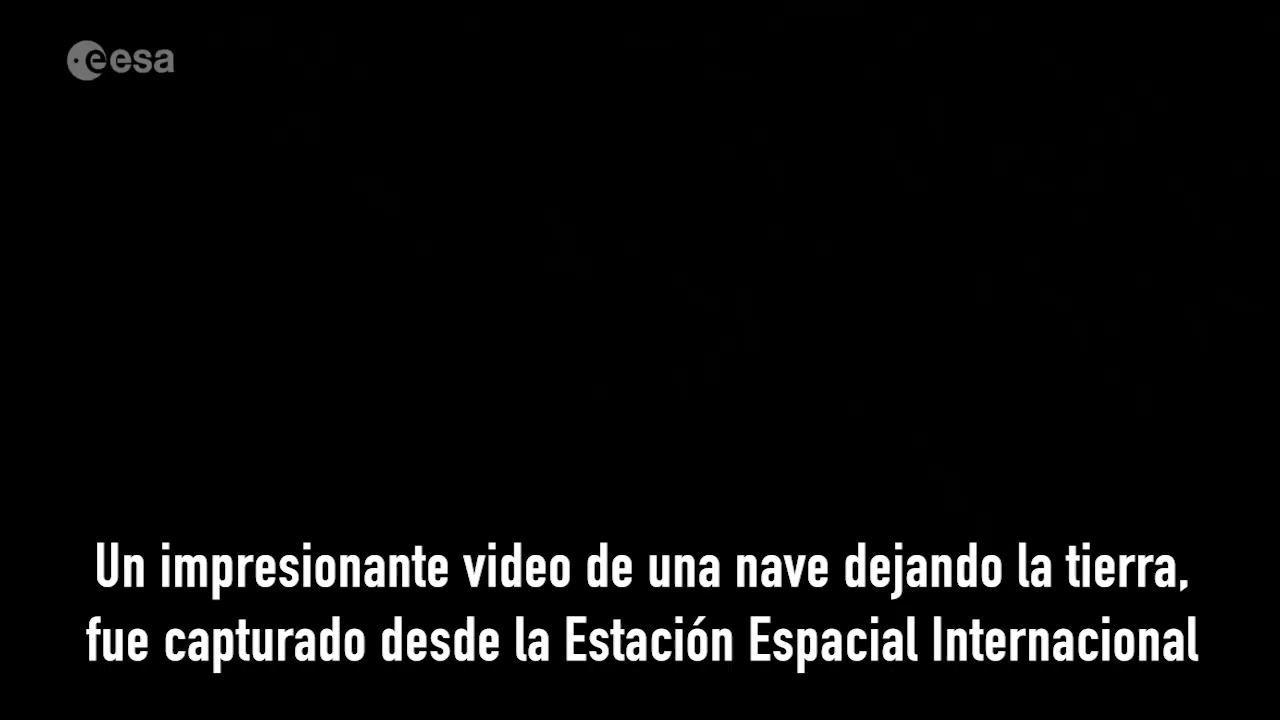 esa
Un impresionante video de una nave dejando la tierra,
fue capturado desde la Estación Espacial Internacional